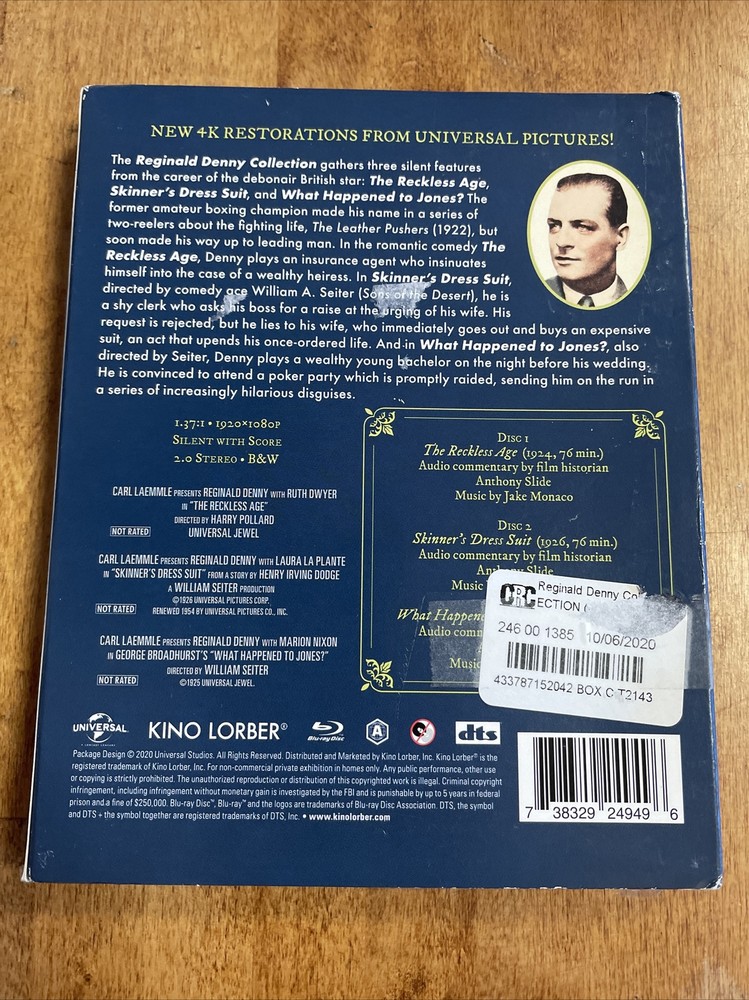 NEW 4K RESTORATIONS FROM UNIVERSAL PICTURES!
The Reginald Denny Collection gathers three silent features
from the career of the debonair British star: The Reckless Age,
Skinner's Dress Suit, and What Happened to Jones? The
former amateur boxing champion made his name in a series of
two-reelers about the fighting life, The Leather Pushers (1922), but
soon made his way up to leading man. In the romantic comedy The
Reckless Age, Denny plays an insurance agent who insinuates
himself into the case of a wealthy heiress. In Skinner's Dress Suit,
directed by comedy ace William A. Seiter (Sons of the Desert), he is
a shy clerk who asks his boss for a raise at the urging of his wife. His
request is rejected, but he lies to his wife, who immediately goes out and buys an expensive
suit, an act that upends his once-ordered life. And in What Happened to Jones?, also
directed by Seiter, Denny plays a wealthy young bachelor on the night before his wedding.
He is convinced to attend a poker party which is promptly raided, sending him on the run in
a series of increasingly hilarious disguises.
1.37:1 • 1920x1080p
Silent with Score
2.0 Stereo • B&W
CARL LAEMMLE PRESENTS REGINALD DENNY WITH RUTH DWYER
IN "THE RECKLESS AGE"
DIRECTED BY HARRY POLLARD
NOT RATED UNIVERSAL JEWEL
CARL LAEMMLE PRESENTS REGINALD DENNY WITH LAURA LA PLANTE
IN "SKINNER'S DRESS SUIT" FROM A STORY BY HENRY IRVING DODGE
A WILLIAM SEITER PRODUCTION
©1926 UNIVERSAL PICTURES CORP.
NOT RATED RENEWED 1954 BY UNIVERSAL PICTURES CO., INC.
CARL LAEMMLE PRESENTS REGINALD DENNY WITH MARION NIXON
IN GEORGE BROADHURST'S "WHAT HAPPENED TO JONES?"
DIRECTED BY WILLIAM SEITER
NOT RATED ©1925 UNIVERSAL JEWEL.
Disc 1
The Reckless Age (1924, 76 min.)
Audio commentary by film historian
Anthony Slide
Music by Jake Monaco
Disc 2
Skinner's Dress Suit (1926, 76 min.)
Audio commentary by film historian
Anthony Slide
Music
What Happene
Audio com
Music
CRC Reginald Denny Col
ECTION (
246 00 1385 10/06/2020
433787152042 BOX C T2143
UNIVERSAL KINO LORBER® Blu-ray Disc A dts
Package Design © 2020 Universal Studios. All Rights Reserved. Distributed and Marketed by Kino Lorber, Inc. Kino Lorber® is the
registered trademark of Kino Lorber, Inc. For non-commercial private exhibition in homes only. Any public performance, other use
or copying is strictly prohibited. The unauthorized reproduction or distribution of this copyrighted work is illegal. Criminal copyright
infringement, including infringement without monetary gain is investigated by the FBI and is punishable by up to 5 years in federal
prison and a fine of $250,000. Blu-ray Disc™, Blu-ray™ and the logos are trademarks of Blu-ray Disc Association. DTS, the symbol
and DTS + the symbol together are registered trademarks of DTS, Inc. • www.kinolorber.com
7 38329 24949 6